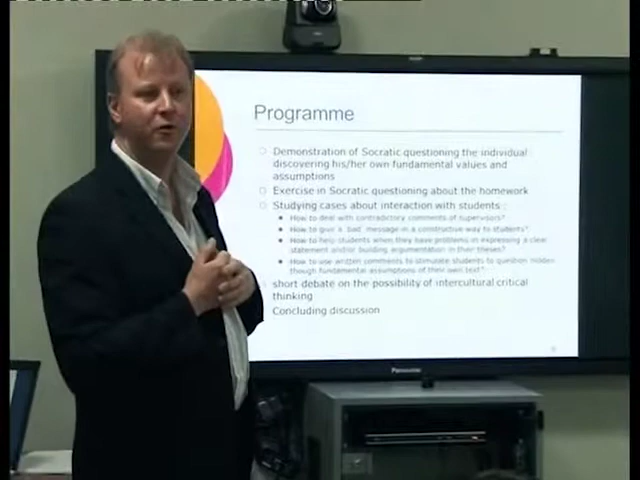 Programme
Demonstration of Socratic questioning the individual
discovering his/her own fundamental values and
assumptions
Exercise in Socratic questioning about the homework
Studying cases about interaction with students :
How to deal with contradictory comments of supervisors?
How to give a 'bad' message in a constructive way to students?
How to help students when they have problems in expressing a clear
statement and/or building argumentation in their theses?
How to use written comments to stimulate students to question hidden
though fundamental assumptions of their own text?
short debate on the possibility of intercultural critical
thinking
Concluding discussion
Panasonic